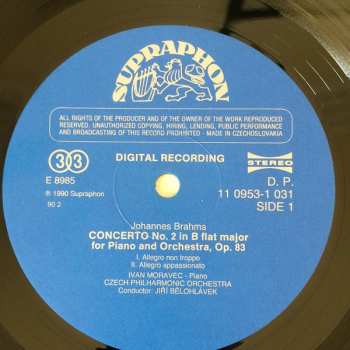 SUPRAPHON
ALL RIGHTS OF THE PRODUCER AND OF THE OWNER OF THE WORK REPRODUCED
RESERVED. UNAUTHORIZED COPYING, HIRING, LENDING, PUBLIC PERFORMANCE
AND BROADCASTING OF THIS RECORD PROHIBITED - MADE IN CZECHOSLOVAKIA
33 DIGITAL RECORDING STEREO
E 8985 D. P.
℗ 1990 Supraphon 11 0953-1 031
90 2 SIDE 1
Johannes Brahms
CONCERTO No. 2 in B flat major
for Piano and Orchestra, Op. 83
I. Allegro non troppo
II. Allegro appassionato
IVAN MORAVEC - Piano
CZECH PHILHARMONIC ORCHESTRA
Conductor: JIŘÍ BĚLOHLÁVEK